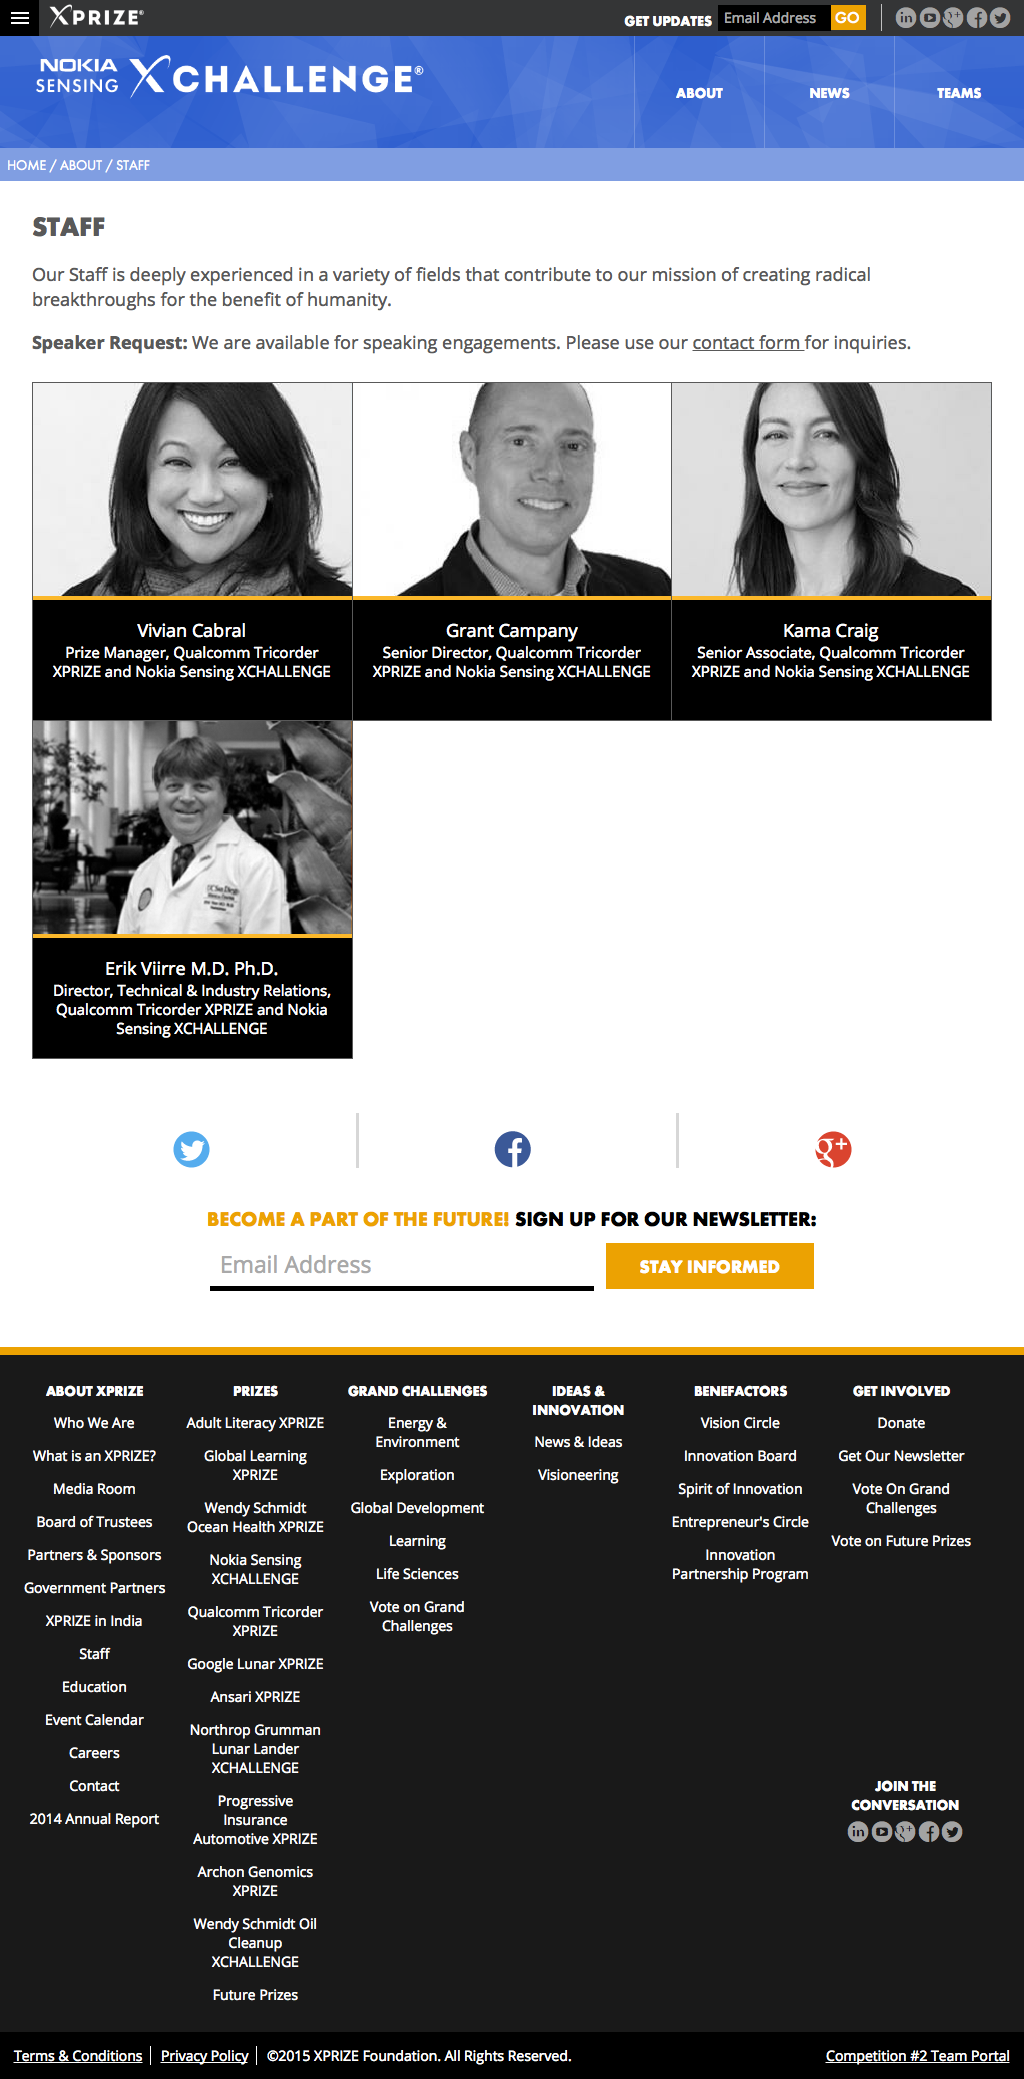 XPRIZE®
GET UPDATES
Email Address
GO
NOKIA
SENSING
XCHALLENGE®
ABOUT
NEWS
TEAMS
HOME / ABOUT / STAFF
STAFF
Our Staff is deeply experienced in a variety of fields that contribute to our mission of creating radical
breakthroughs for the benefit of humanity.
Speaker Request: We are available for speaking engagements. Please use our contact form for inquiries.
Vivian Cabral
Prize Manager, Qualcomm Tricorder
XPRIZE and Nokia Sensing XCHALLENGE
Grant Campany
Senior Director, Qualcomm Tricorder
XPRIZE and Nokia Sensing XCHALLENGE
Kama Craig
Senior Associate, Qualcomm Tricorder
XPRIZE and Nokia Sensing XCHALLENGE
UC San Diego
Erik Viirre M.D. Ph.D.
Director, Technical & Industry Relations,
Qualcomm Tricorder XPRIZE and Nokia
Sensing XCHALLENGE
BECOME A PART OF THE FUTURE! SIGN UP FOR OUR NEWSLETTER:
Email Address
STAY INFORMED
ABOUT XPRIZE
Who We Are
What is an XPRIZE?
Media Room
Board of Trustees
Partners & Sponsors
Government Partners
XPRIZE in India
Staff
Education
Event Calendar
Careers
Contact
2014 Annual Report
PRIZES
Adult Literacy XPRIZE
Global Learning
XPRIZE
Wendy Schmidt
Ocean Health XPRIZE
Nokia Sensing
XCHALLENGE
Qualcomm Tricorder
XPRIZE
Google Lunar XPRIZE
Ansari XPRIZE
Northrop Grumman
Lunar Lander
XCHALLENGE
Progressive
Insurance
Automotive XPRIZE
Archon Genomics
XPRIZE
Wendy Schmidt Oil
Cleanup
XCHALLENGE
Future Prizes
GRAND CHALLENGES
Energy &
Environment
Exploration
Global Development
Learning
Life Sciences
Vote on Grand
Challenges
IDEAS &
INNOVATION
News & Ideas
Visioneering
BENEFACTORS
Vision Circle
Innovation Board
Spirit of Innovation
Entrepreneur's Circle
Innovation
Partnership Program
GET INVOLVED
Donate
Get Our Newsletter
Vote On Grand
Challenges
Vote on Future Prizes
JOIN THE
CONVERSATION
Terms & Conditions
Privacy Policy
©2015 XPRIZE Foundation. All Rights Reserved.
Competition #2 Team Portal